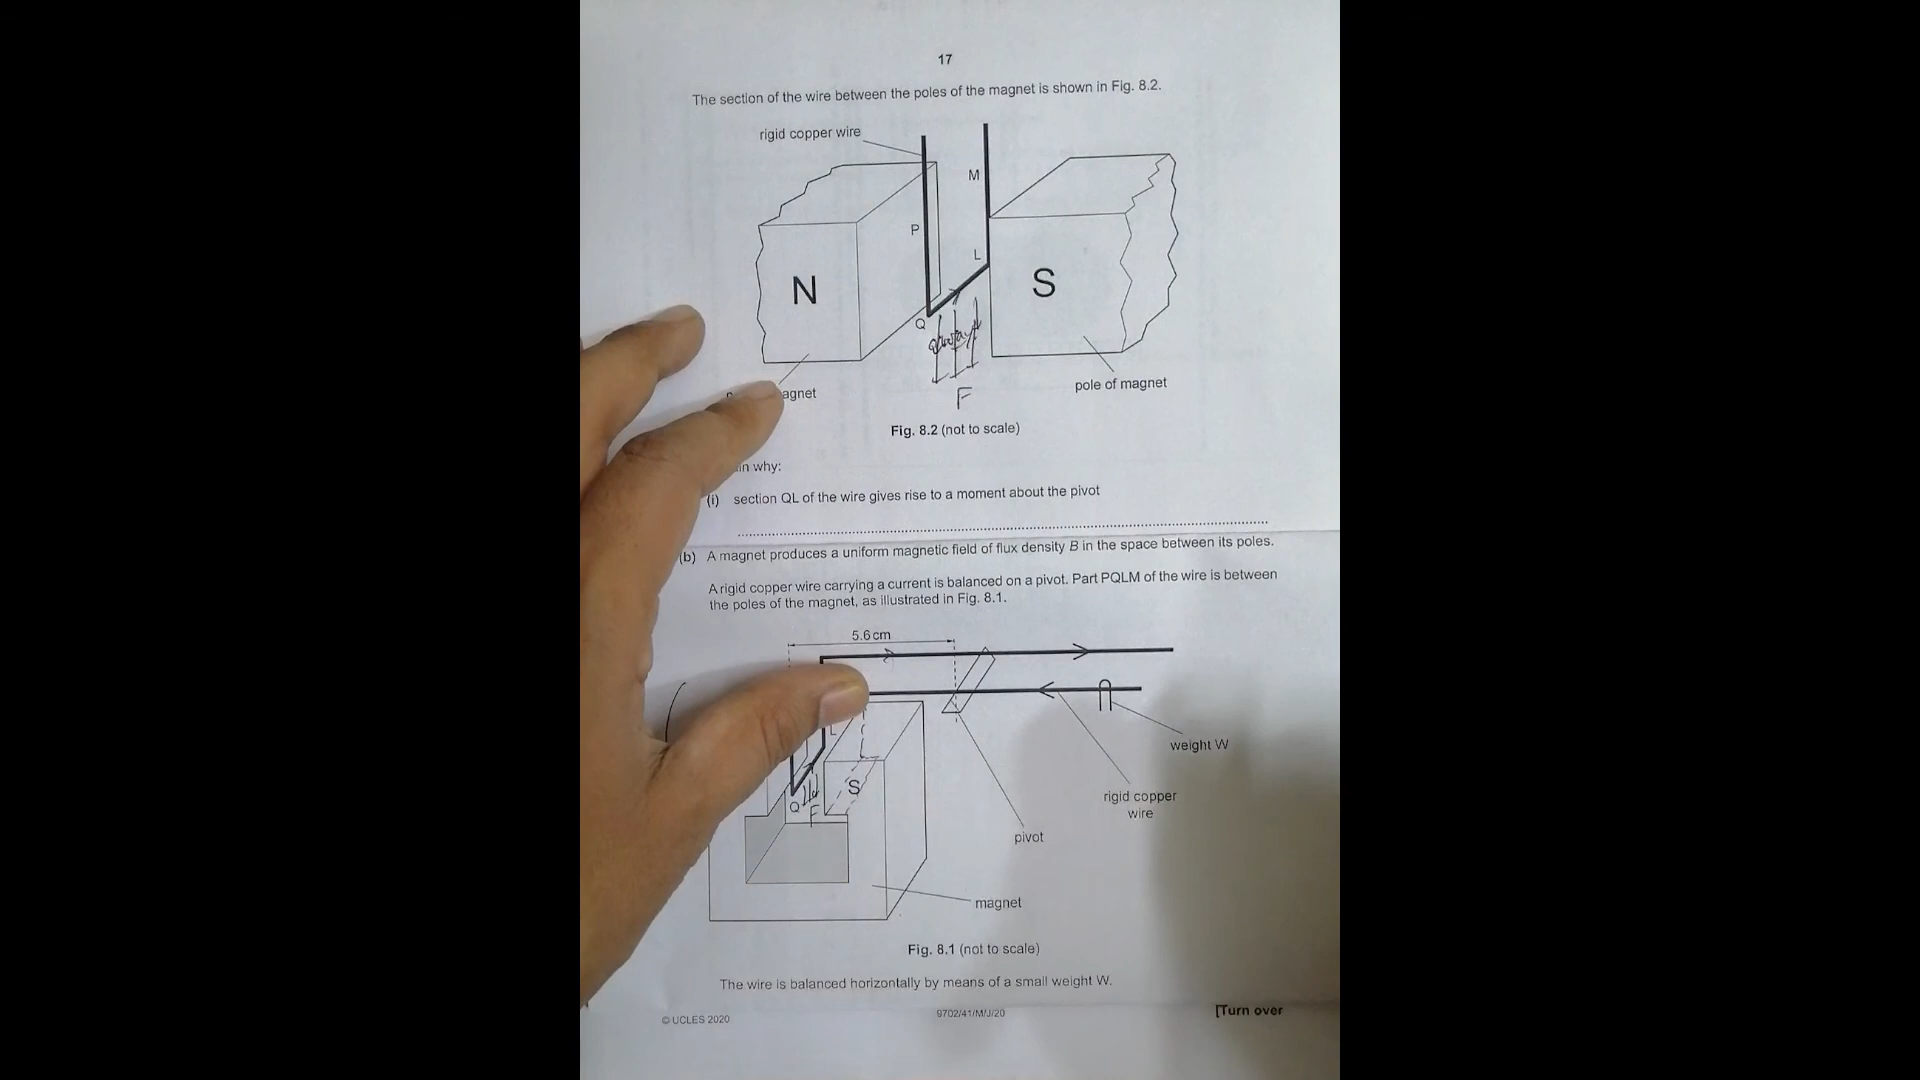 17
The section of the wire between the poles of the magnet is shown in Fig. 8.2.
rigid copper wire
M
P
L
N
S
Q
F
agnet
pole of magnet
Fig. 8.2 (not to scale)
in why:
(i) section QL of the wire gives rise to a moment about the pivot
(b) A magnet produces a uniform magnetic field of flux density B in the space between its poles.
A rigid copper wire carrying a current is balanced on a pivot. Part PQLM of the wire is between
the poles of the magnet, as illustrated in Fig. 8.1.
5.6 cm
L
weight W
S
Q
F
rigid copper
wire
pivot
magnet
Fig. 8.1 (not to scale)
The wire is balanced horizontally by means of a small weight W.
© UCLES 2020
9702/41/M/J/20
[Turn over